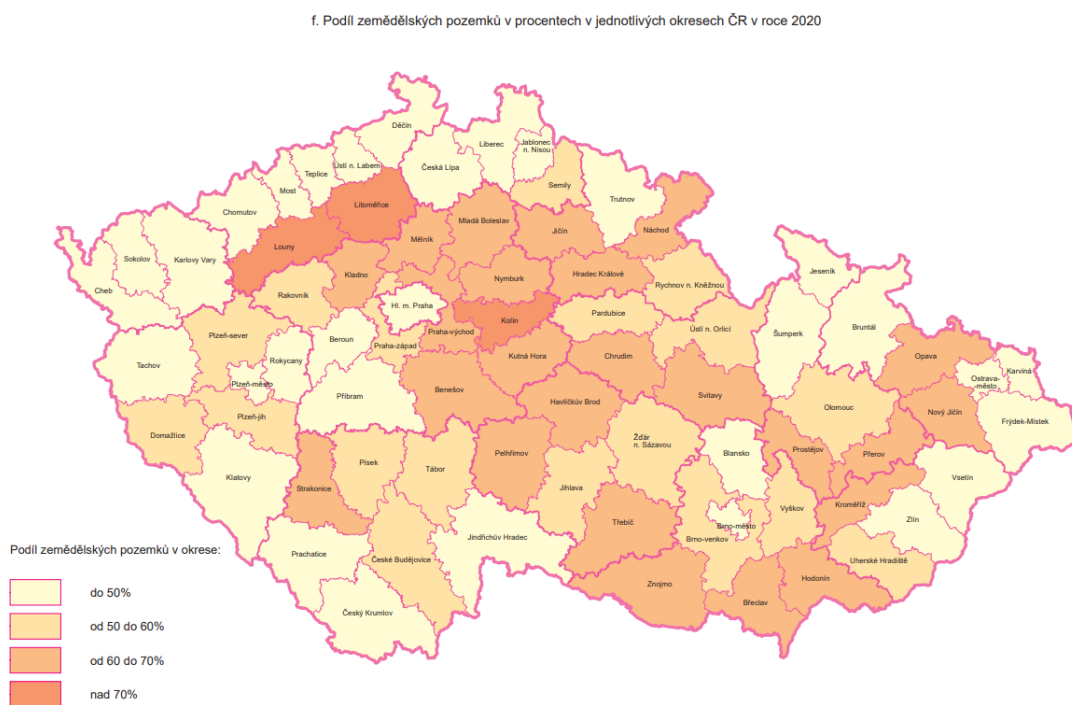 f. Podíl zemědělských pozemků v procentech v jednotlivých okresech ČR v roce 2020
Děčín
Liberec
Jablonec
n. Nisou
Ústí n. Labem
Česká Lípa
Teplice
Semily
Most
Trutnov
Litoměřice
Chomutov
Mladá Boleslav
Náchod
Jičín
Mělník
Louny
Sokolov
Karlovy Vary
Jeseník
Kladno
Hradec Králové
Nymburk
Rychnov n. Kněžnou
Cheb
Rakovník
Hl. m. Praha
Pardubice
Kolín
Ústí n. Orlicí
Bruntál
Šumperk
Plzeň-sever
Praha-východ
Beroun
Praha-západ
Kutná Hora
Chrudim
Opava
Rokycany
Tachov
Karviná
Ostrava-
město
Plzeň-město
Benešov
Svitavy
Příbram
Havlíčkův Brod
Olomouc
Nový Jičín
Plzeň-jih
Frýdek-Místek
Domažlice
Žďár
n. Sázavou
Prostějov
Přerov
Blansko
Pelhřimov
Písek
Tábor
Klatovy
Vsetín
Strakonice
Jihlava
Kroměříž
Vyškov
Zlín
Třebíč
Brno-město
Jindřichův Hradec
Brno-venkov
Prachatice
České Budějovice
Uherské Hradiště
Hodonín
Znojmo
Břeclav
Český Krumlov
Podíl zemědělských pozemků v okrese:
do 50%
od 50 do 60%
od 60 do 70%
nad 70%